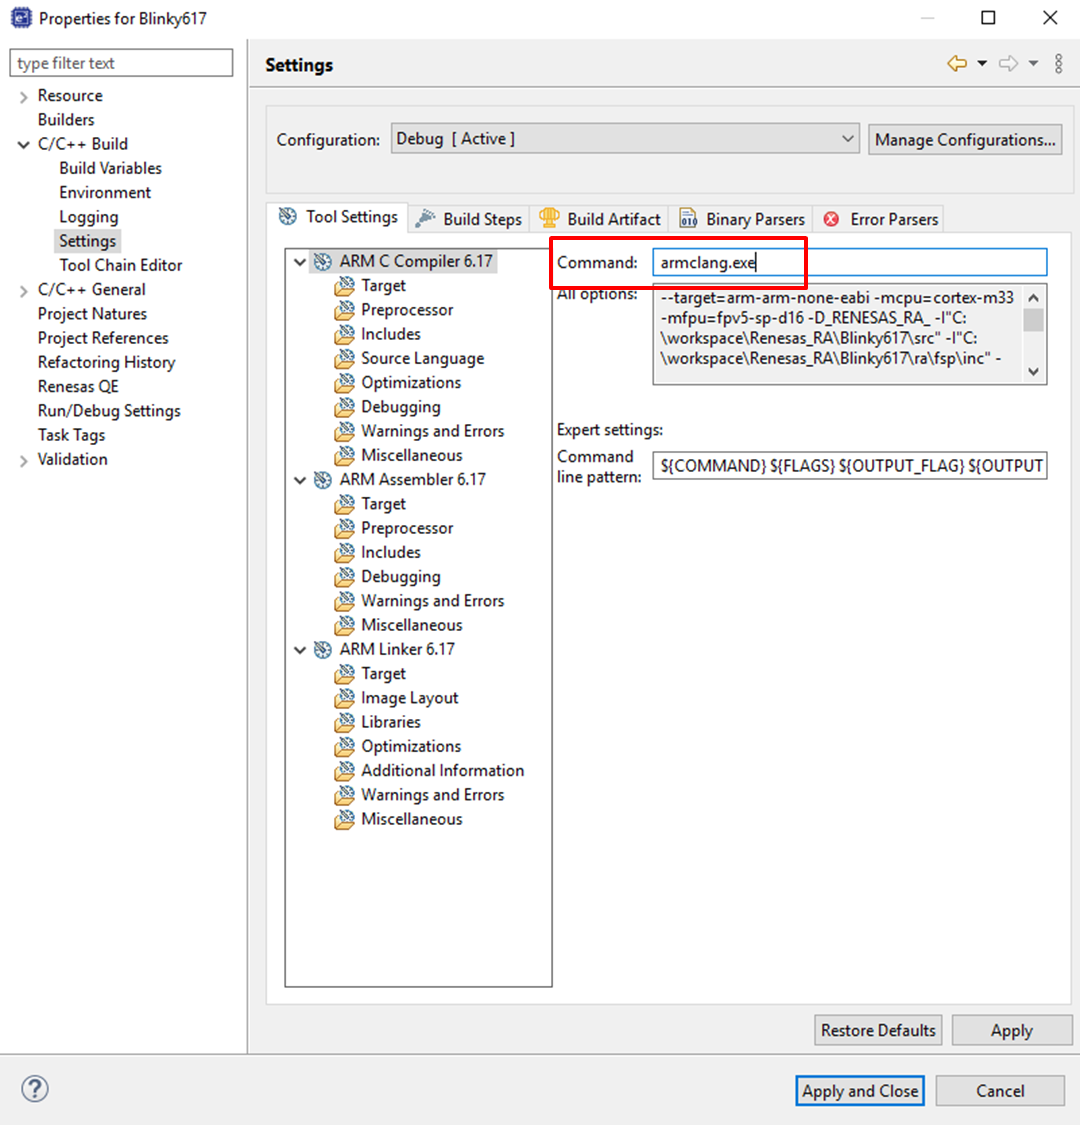 Properties for Blinky617
type filter text
Resource
Builders
C/C++ Build
Build Variables
Environment
Logging
Settings
Tool Chain Editor
C/C++ General
Project Natures
Project References
Refactoring History
Renesas QE
Run/Debug Settings
Task Tags
Validation
Settings
Configuration:
Debug [ Active ]
Manage Configurations...
Tool Settings
Build Steps
Build Artifact
010
Binary Parsers
Error Parsers
ARM C Compiler 6.17
Target
Preprocessor
Includes
Source Language
Optimizations
Debugging
Warnings and Errors
Miscellaneous
ARM Assembler 6.17
Target
Preprocessor
Includes
Debugging
Warnings and Errors
Miscellaneous
ARM Linker 6.17
Target
Image Layout
Libraries
Optimizations
Additional Information
Warnings and Errors
Miscellaneous
Command:
armclang.exe
All options:
--target=arm-arm-none-eabi -mcpu=cortex-m33
-mfpu=fpv5-sp-d16 -D_RENESAS_RA_ -I"C:
\workspace\Renesas_RA\Blinky617\src" -I"C:
\workspace\Renesas_RA\Blinky617\ra\fsp\inc" -
Expert settings:
Command
line pattern:
${COMMAND} ${FLAGS} ${OUTPUT_FLAG} ${OUTPUT
Restore Defaults
Apply
?
Apply and Close
Cancel